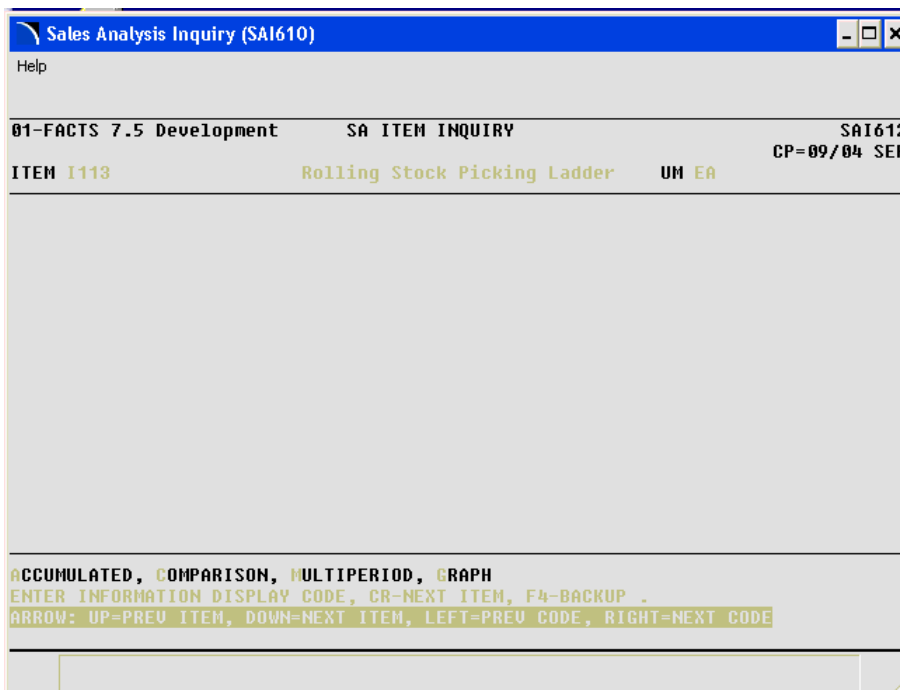 Sales Analysis Inquiry (SAI610)
Help
01-FACTS 7.5 Development SA ITEM INQUIRY SAI612
CP=09/04 SEP
ITEM I113 Rolling Stock Picking Ladder UM EA
ACCUMULATED, COMPARISON, MULTIPERIOD, GRAPH
ENTER INFORMATION DISPLAY CODE, CR-NEXT ITEM, F4-BACKUP .
ARROW: UP=PREV ITEM, DOWN=NEXT ITEM, LEFT=PREV CODE, RIGHT=NEXT CODE